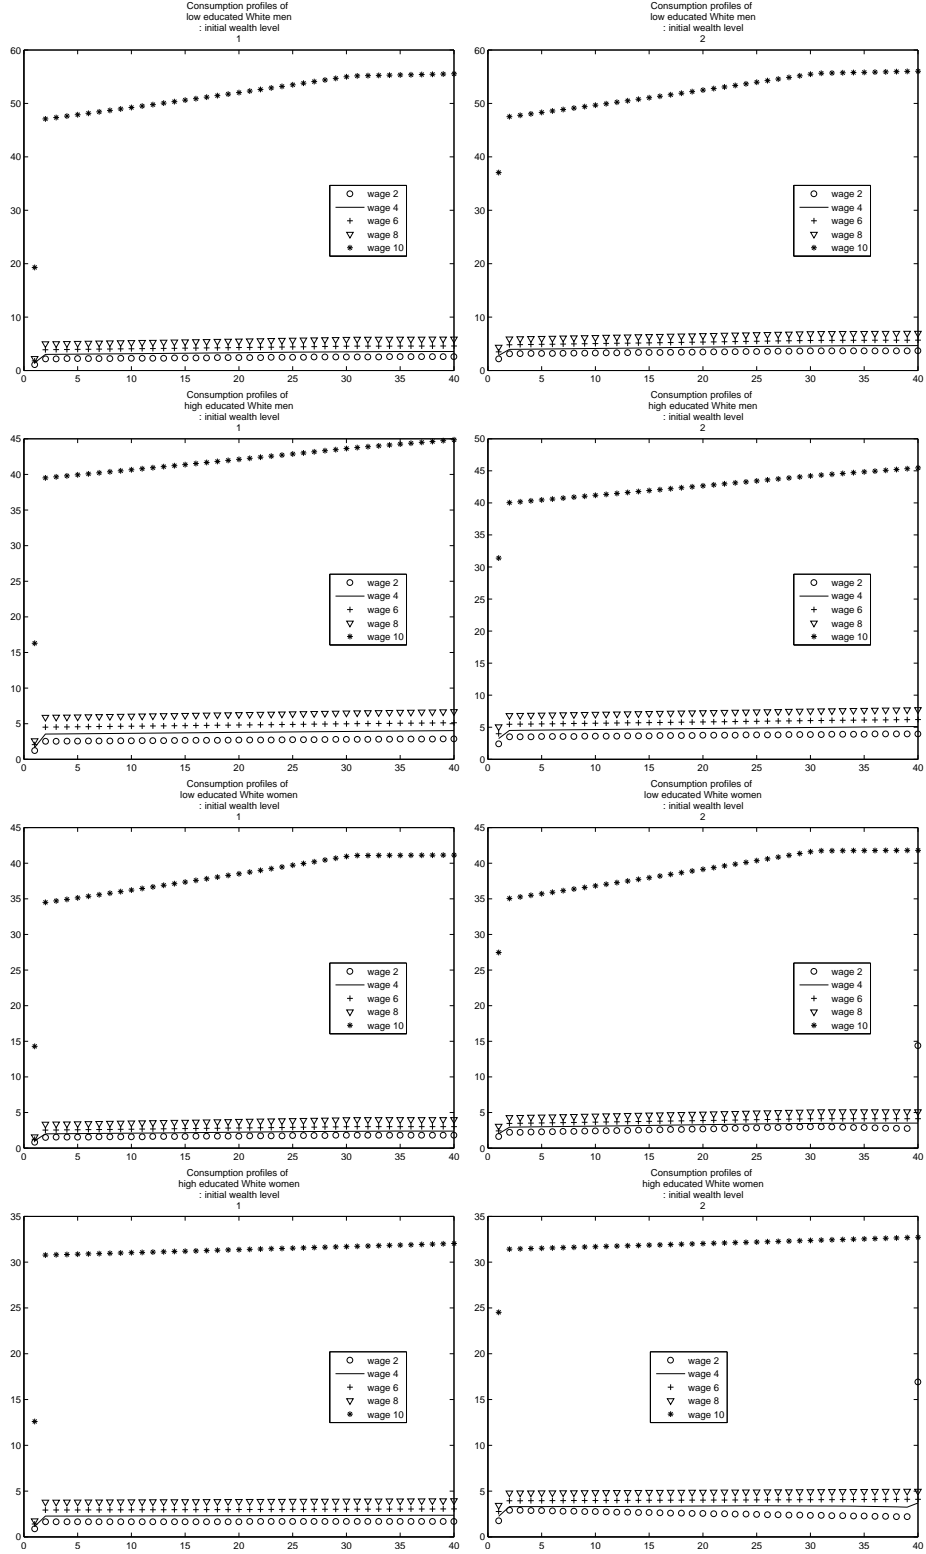 Consumption profiles of
low educated White men
: initial wealth level
1
60
50
40
30
20
10
0
0 5 10 15 20 25 30 35 40
wage 2
wage 4
wage 6
wage 8
wage 10
Consumption profiles of
low educated White men
: initial wealth level
2
60
50
40
30
20
10
0
0 5 10 15 20 25 30 35 40
wage 2
wage 4
wage 6
wage 8
wage 10
Consumption profiles of
high educated White men
: initial wealth level
1
45
40
35
30
25
20
15
10
5
0
0 5 10 15 20 25 30 35 40
wage 2
wage 4
wage 6
wage 8
wage 10
Consumption profiles of
high educated White men
: initial wealth level
2
50
45
40
35
30
25
20
15
10
5
0
0 5 10 15 20 25 30 35 40
wage 2
wage 4
wage 6
wage 8
wage 10
Consumption profiles of
low educated White women
: initial wealth level
1
45
40
35
30
25
20
15
10
5
0
0 5 10 15 20 25 30 35 40
wage 2
wage 4
wage 6
wage 8
wage 10
Consumption profiles of
low educated White women
: initial wealth level
2
45
40
35
30
25
20
15
10
5
0
0 5 10 15 20 25 30 35 40
wage 2
wage 4
wage 6
wage 8
wage 10
Consumption profiles of
high educated White women
: initial wealth level
1
35
30
25
20
15
10
5
0
0 5 10 15 20 25 30 35 40
wage 2
wage 4
wage 6
wage 8
wage 10
Consumption profiles of
high educated White women
: initial wealth level
2
35
30
25
20
15
10
5
0
0 5 10 15 20 25 30 35 40
wage 2
wage 4
wage 6
wage 8
wage 10